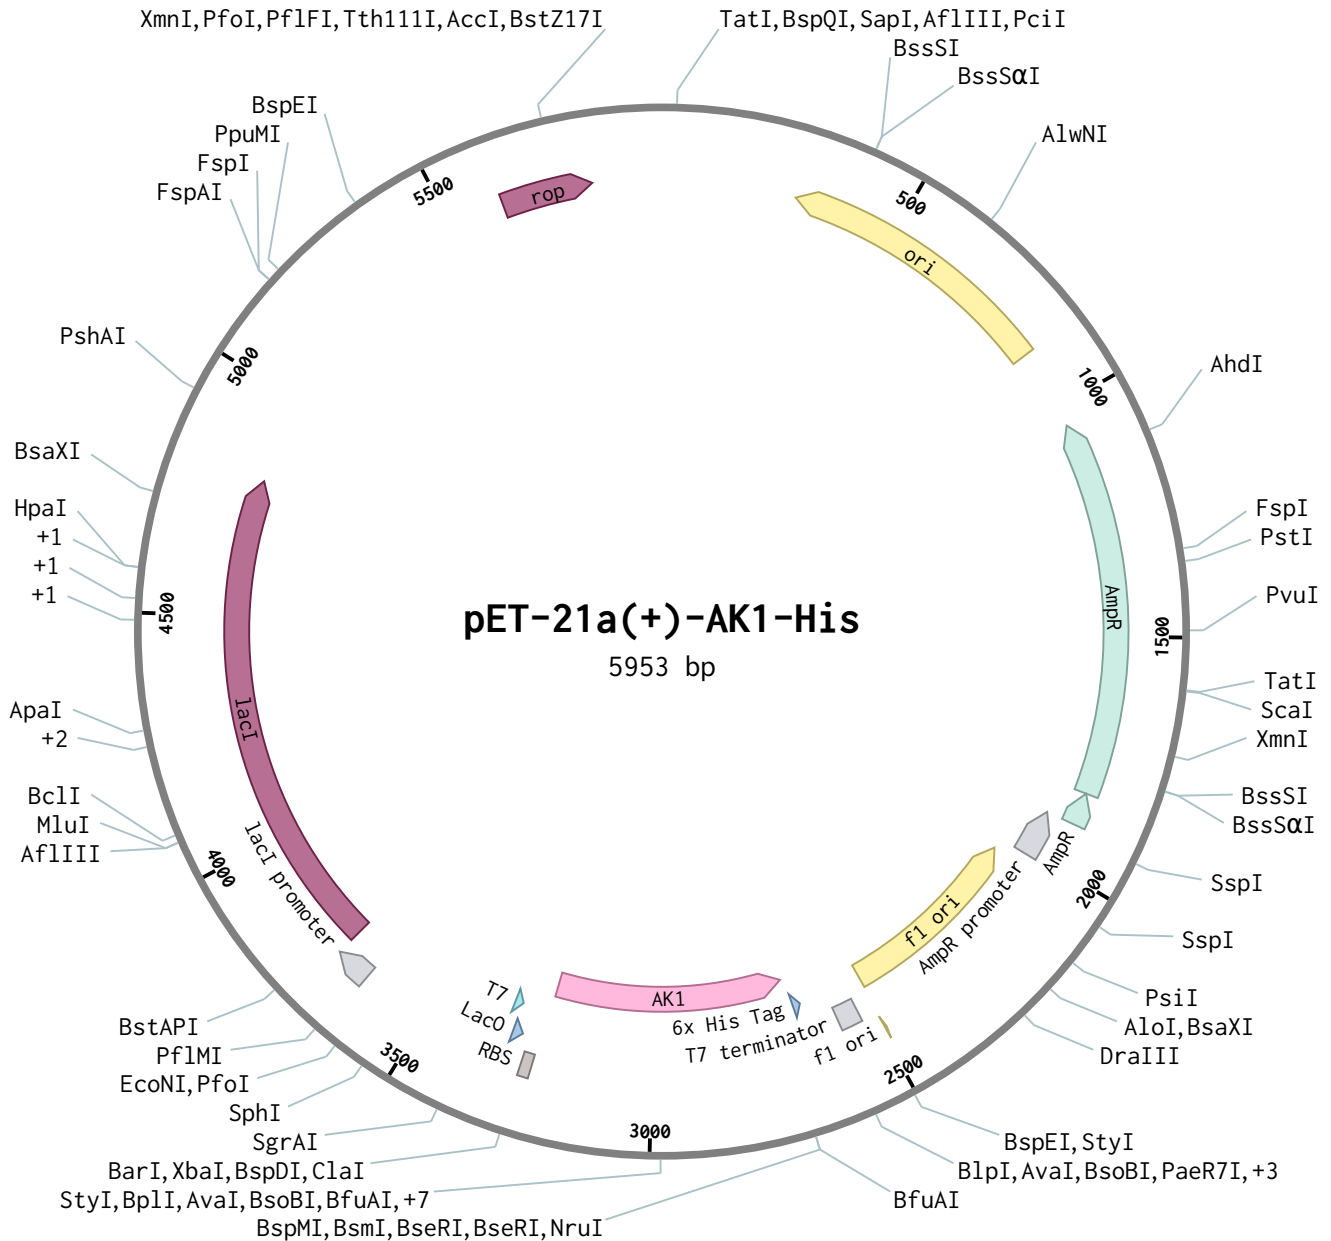 XmnI,PfoI,PflFI,Tth111I,AccI,BstZ17I
TatI,BspQI,SapI,AflIII,PciI
BssSI
BssSαI
AlwNI
BspEI
PpuMI
FspI
FspAI
5500
rop
500
ori
PshAI
5000
1000
AhdI
BsaXI
HpaI
+1
+1
+1
4500
FspI
PstI
PvuI
AmpR
1500
pET-21a(+)-AK1-His
5953 bp
TatI
ScaI
XmnI
ApaI
+2
lacI
BssSI
BssSαI
BclI
MluI
AflIII
4000
lacI promoter
AmpR
AmpR promoter
f1 ori
2000
SspI
SspI
PsiI
AloI,BsaXI
DraIII
T7
LacO
RBS
AK1
6x His Tag
T7 terminator
f1 ori
BstAPI
PflMI
EcoNI,PfoI
SphI
SgrAI
3500
3000
2500
BarI,XbaI,BspDI,ClaI
StyI,BplI,AvaI,BsoBI,BfuAI,+7
BspMI,BsmI,BseRI,BseRI,NruI
BspEI,StyI
BlpI,AvaI,BsoBI,PaeR7I,+3
BfuAI